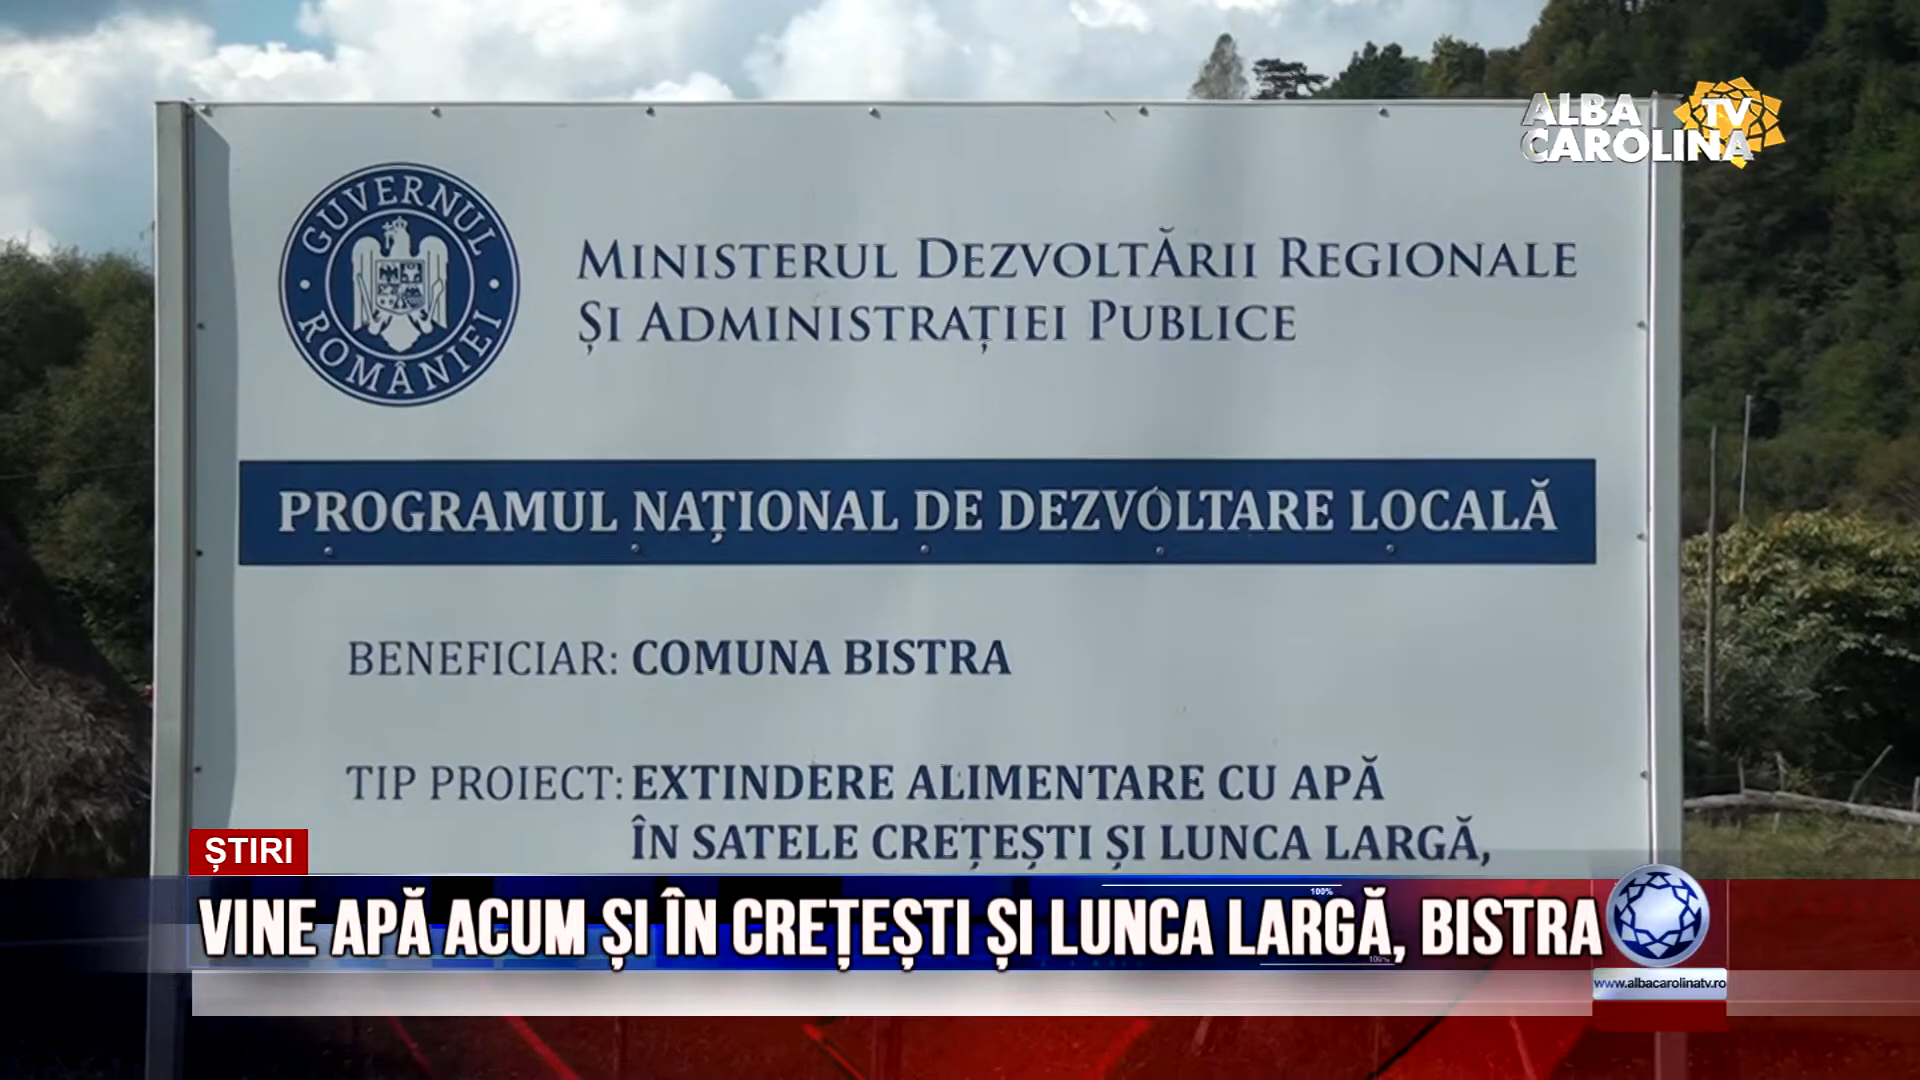 ALBA TV
CAROLINA
GUVERNUL
ROMÂNIEI
MINISTERUL DEZVOLTĂRII REGIONALE
ȘI ADMINISTRAȚIEI PUBLICE
PROGRAMUL NAȚIONAL DE DEZVOLTARE LOCALĂ
BENEFICIAR: COMUNA BISTRA
TIP PROIECT: EXTINDERE ALIMENTARE CU APĂ
ÎN SATELE CREȚEȘTI ȘI LUNCA LARGĂ,
ȘTIRI
100%
VINE APĂ ACUM ȘI ÎN CREȚEȘTI ȘI LUNCA LARGĂ, BISTRA
100%
www.albacarolinatv.ro